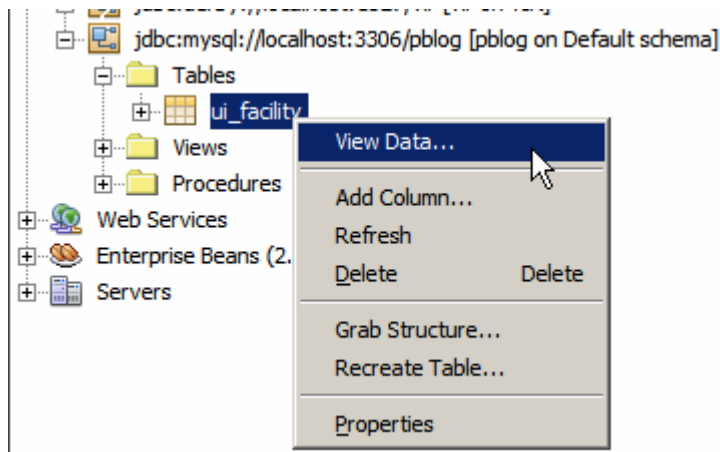 jdbc:mysql://localhost:3306/pblog [pblog on Default schema]
Tables
ui_facility
Views
Procedures
Web Services
Enterprise Beans (2.
Servers
View Data...
Add Column...
Refresh
Delete Delete
Grab Structure...
Recreate Table...
Properties